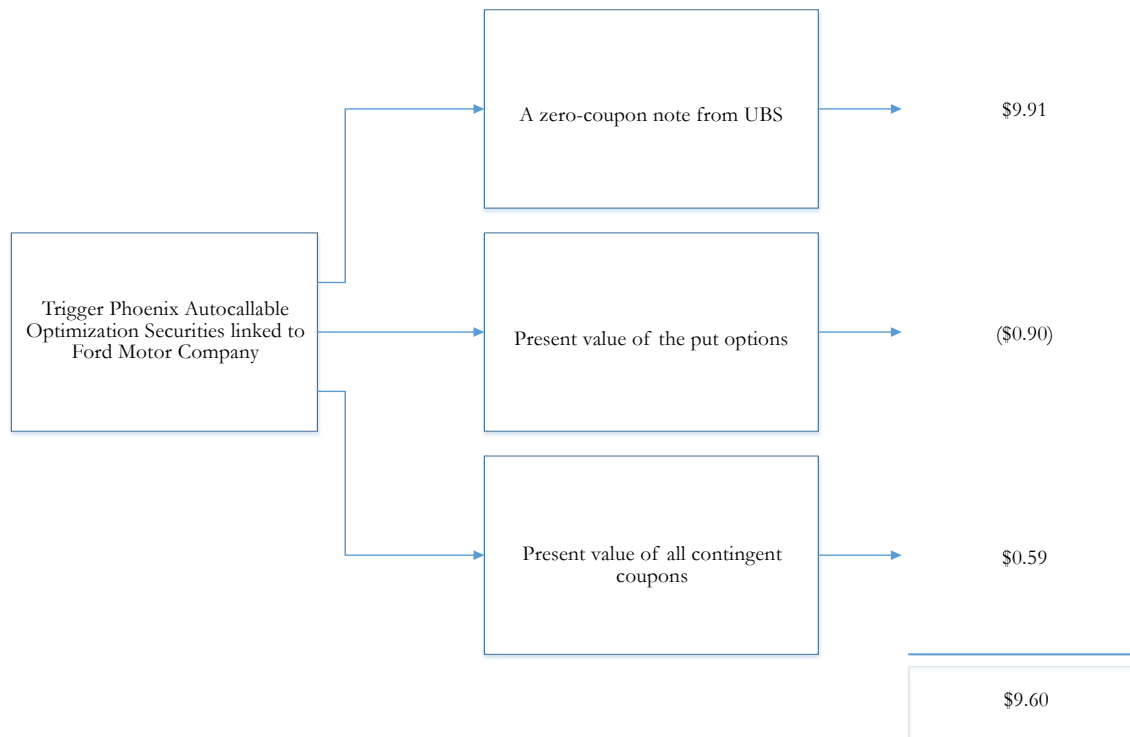 A zero-coupon note from UBS
$9.91
Trigger Phoenix Autocallable
Optimization Securities linked to
Ford Motor Company
Present value of the put options
($0.90)
Present value of all contingent
coupons
$0.59
$9.60